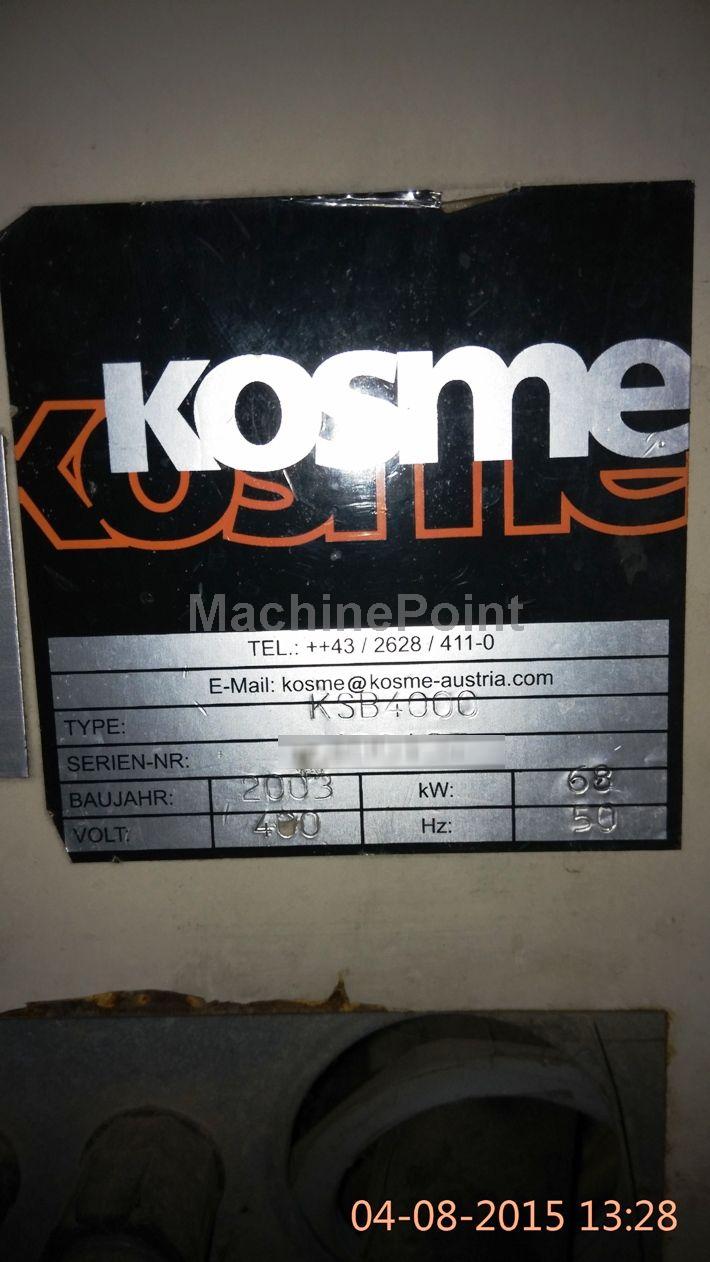 kosme
kosme
MachinePoint
TEL.: ++43 / 2628 / 411-0
E-Mail: kosme@kosme-austria.com
TYPE: KSB4000
SERIEN-NR:
BAUJAHR: 2003 kW: 68
VOLT: 400 Hz: 50
04-08-2015 13:28